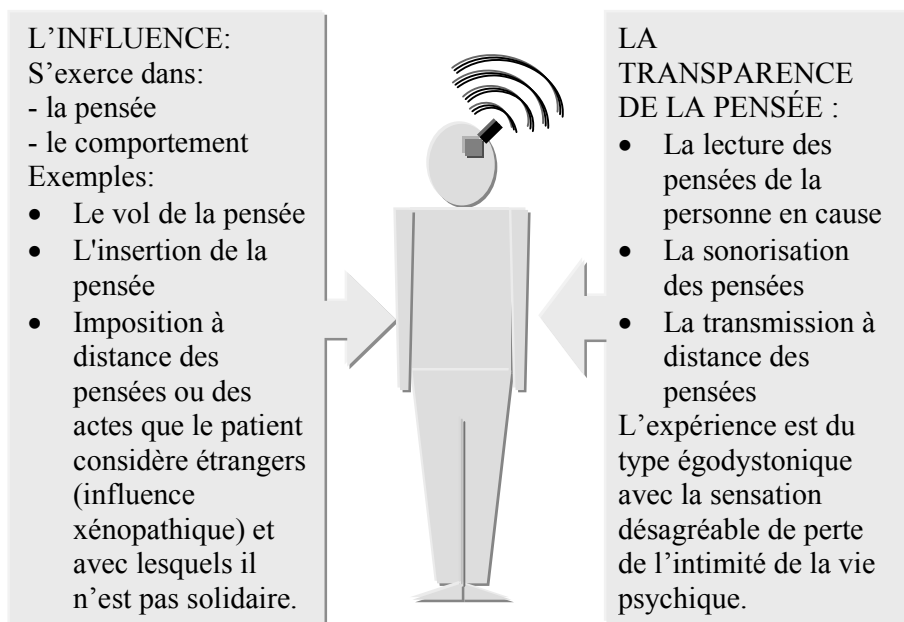 L’INFLUENCE:
S’exerce dans:
- la pensée
- le comportement
Exemples:
• Le vol de la pensée
• L'insertion de la
pensée
• Imposition à
distance des
pensées ou des
actes que le patient
considère étrangers
(influence
xénopathique) et
avec lesquels il
n’est pas solidaire.
LA
TRANSPARENCE
DE LA PENSÉE :
• La lecture des
pensées de la
personne en cause
• La sonorisation
des pensées
• La transmission à
distance des
pensées
L’expérience est du
type égodystonique
avec la sensation
désagréable de perte
de l’intimité de la vie
psychique.